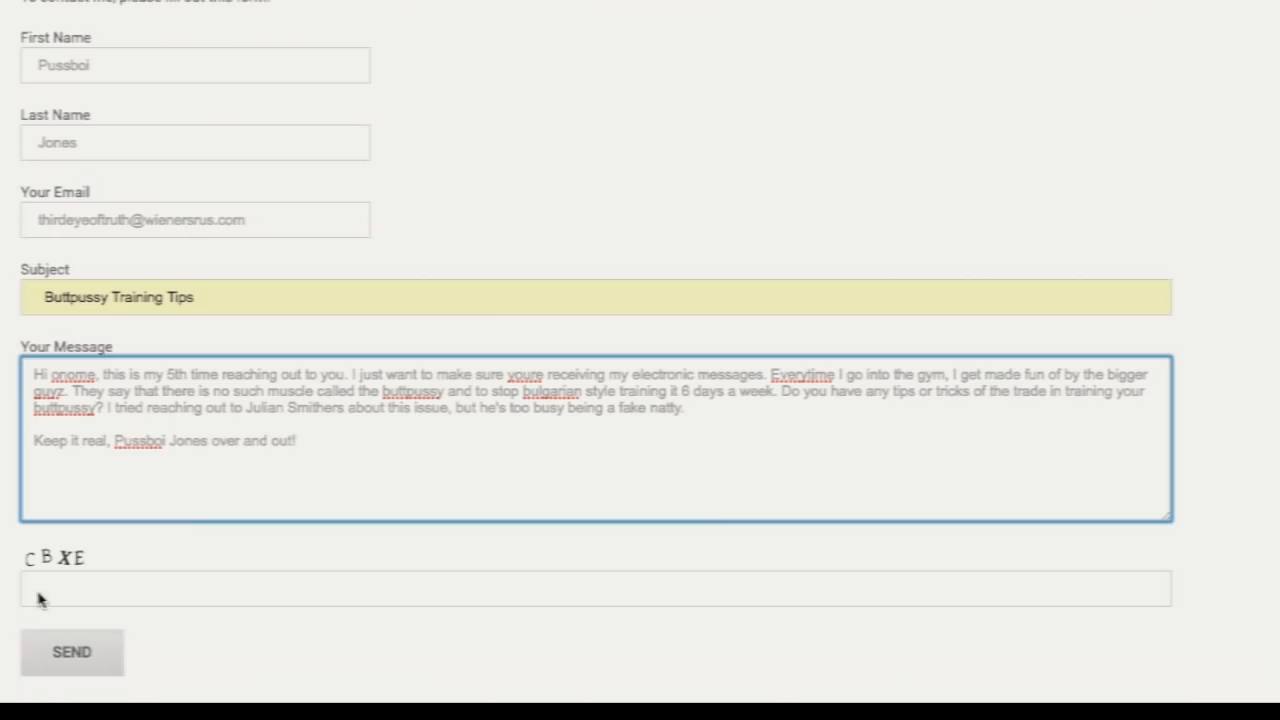 First Name
Pussboi
Last Name
Jones
Your Email
thirdeyeoftruth@wienersrus.com
Subject
Buttpussy Training Tips
Your Message
Hi onome, this is my 5th time reaching out to you. I just want to make sure youre receiving my electronic messages. Everytime I go into the gym, I get made fun of by the bigger
guyz. They say that there is no such muscle called the buttpussy and to stop bulgarian style training it 6 days a week. Do you have any tips or tricks of the trade in training your
buttpussy? I tried reaching out to Julian Smithers about this issue, but he's too busy being a fake natty.
Keep it real, Pussboi Jones over and out!
CBXE
SEND